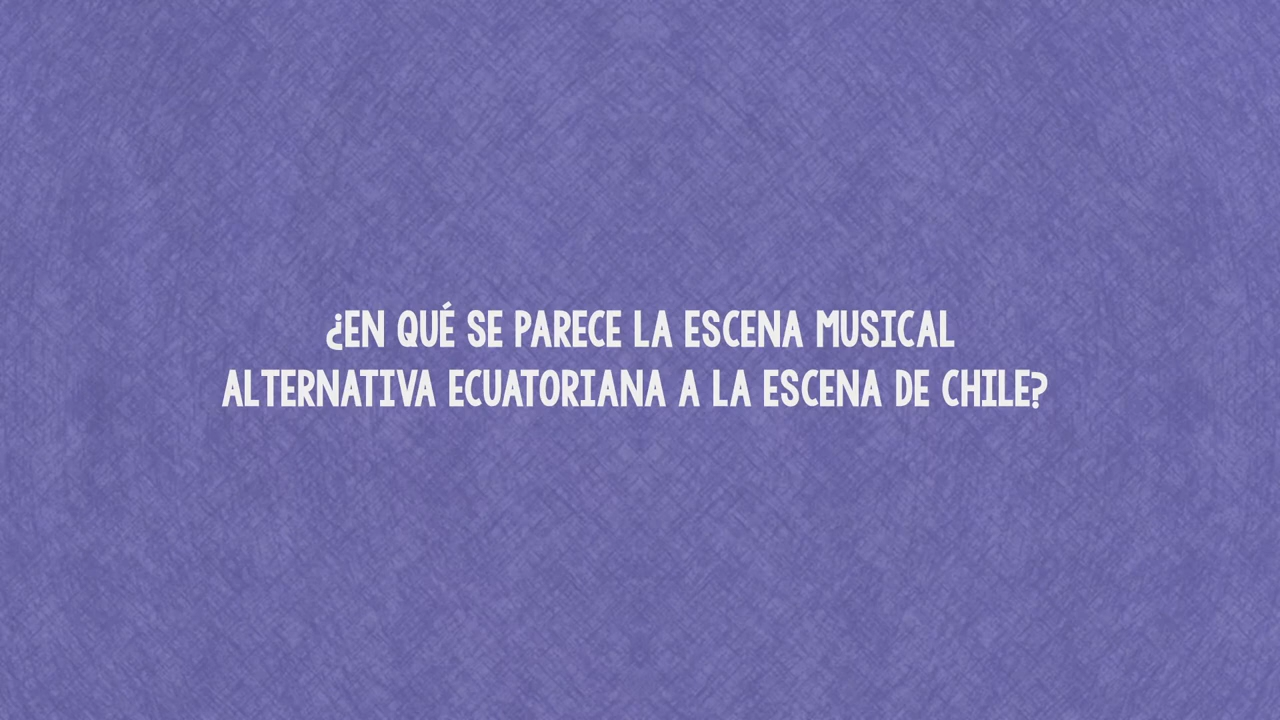 ¿EN QUÉ SE PARECE LA ESCENA MUSICAL
ALTERNATIVA ECUATORIANA A LA ESCENA DE CHILE?